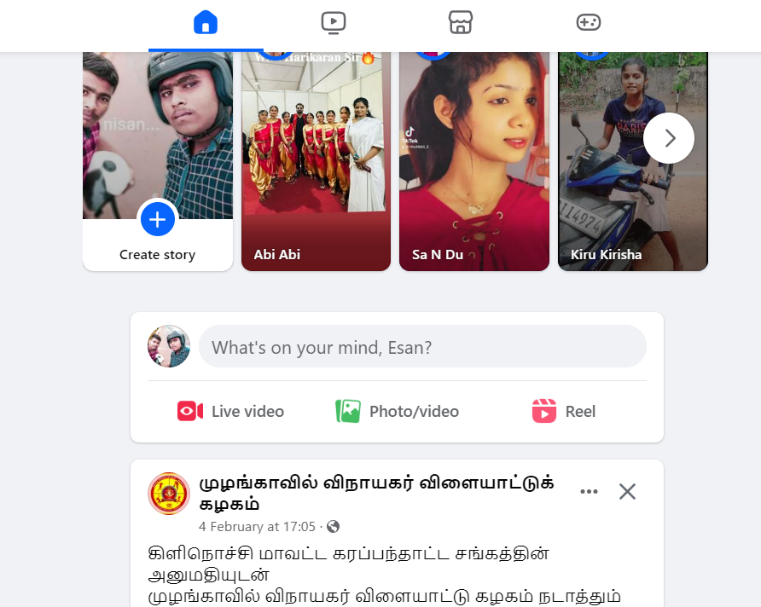 Harikaran Sir🔥
nisan...
TikTok
Create story
Abi Abi
Sa N Du
Kiru Kirisha
What's on your mind, Esan?
Live video
Photo/video
Reel
முழங்காவில் விநாயகர் விளையாட்டுக்
கழகம்
4 February at 17:05 ·
கிளிநொச்சி மாவட்ட கரப்பந்தாட்ட சங்கத்தின்
அனுமதியுடன்
முழங்காவில் விநாயகர் விளையாட்டு கழகம் நடாத்தும்